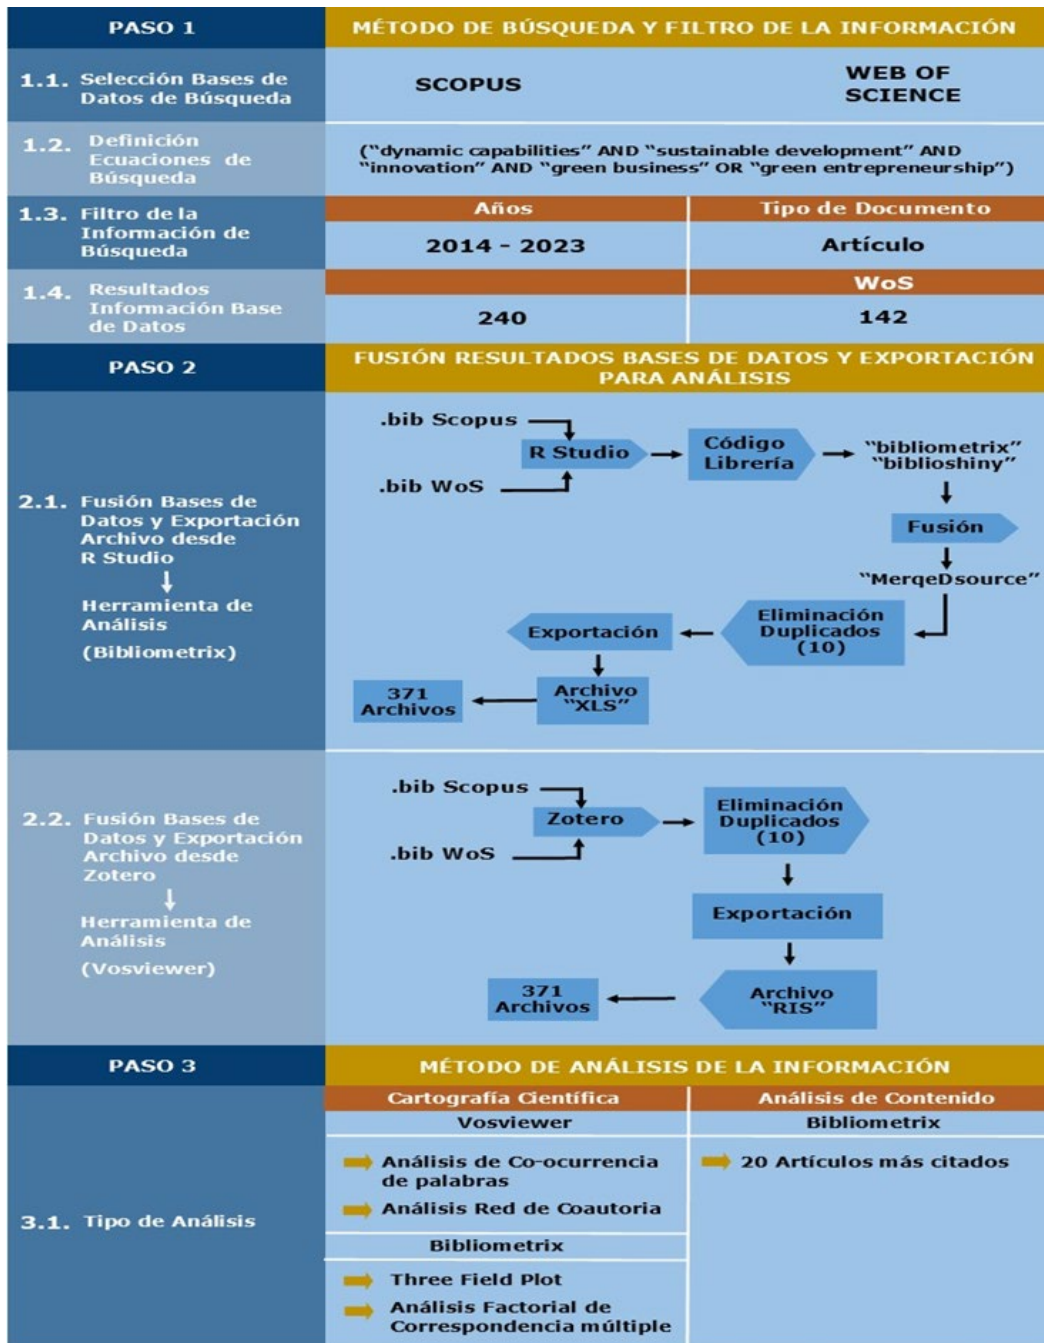 PASO 1
MÉTODO DE BÚSQUEDA Y FILTRO DE LA INFORMACIÓN
1.1. Selección Bases de
Datos de Búsqueda
SCOPUS
WEB OF
SCIENCE
1.2. Definición
Ecuaciones de
Búsqueda
(“dynamic capabilities” AND “sustainable development” AND
“innovation” AND “green business” OR “green entrepreneurship”)
1.3. Filtro de la
Información de
Búsqueda
Años
Tipo de Documento
2014 - 2023
Artículo
1.4. Resultados
Información Base
de Datos
WoS
240
142
PASO 2
FUSIÓN RESULTADOS BASES DE DATOS Y EXPORTACIÓN
PARA ANÁLISIS
2.1. Fusión Bases de
Datos y Exportación
Archivo desde
R Studio
Herramienta de
Análisis
(Bibliometrix)
.bib Scopus
.bib WoS
R Studio
Código
Librería
“bibliometrix”
“biblioshiny”
Fusión
“MerqeDsource”
Eliminación
Duplicados
(10)
Exportación
Archivo
“XLS”
371
Archivos
2.2. Fusión Bases de
Datos y Exportación
Archivo desde
Zotero
Herramienta de
Análisis
(Vosviewer)
.bib Scopus
.bib WoS
Zotero
Eliminación
Duplicados
(10)
Exportación
Archivo
“RIS”
371
Archivos
PASO 3
MÉTODO DE ANÁLISIS DE LA INFORMACIÓN
3.1. Tipo de Análisis
Cartografía Científica
Vosviewer
Análisis de Co-ocurrencia
de palabras
Análisis Red de Coautoria
Bibliometrix
Three Field Plot
Análisis Factorial de
Correspondencia múltiple
Análisis de Contenido
Bibliometrix
20 Artículos más citados